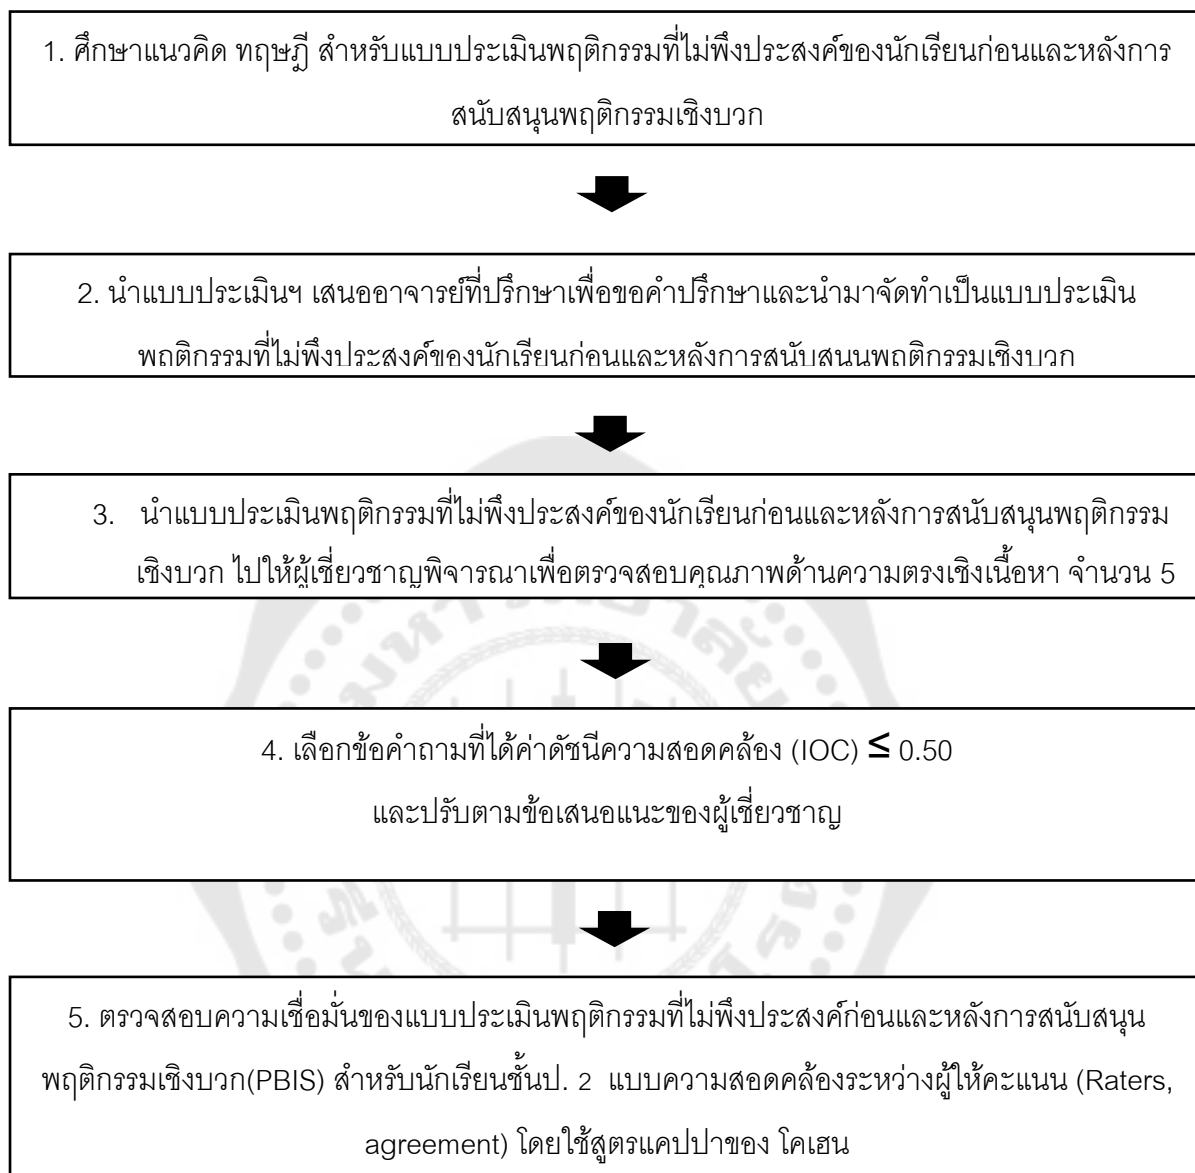 1. ศึกษาแนวคิด ทฤษฎี สำหรับแบบประเมินพฤติกรรมที่ไม่พึงประสงค์ของนักเรียนก่อนและหลังการ
สนับสนุนพฤติกรรมเชิงบวก
2. นำแบบประเมินฯ เสนออาจารย์ที่ปรึกษาเพื่อขอคำปรึกษาและนำมาจัดทำเป็นแบบประเมิน
พฤติกรรมที่ไม่พึงประสงค์ของนักเรียนก่อนและหลังการสนับสนุนพฤติกรรมเชิงบวก
3. นำแบบประเมินพฤติกรรมที่ไม่พึงประสงค์ของนักเรียนก่อนและหลังการสนับสนุนพฤติกรรม
เชิงบวก ไปให้ผู้เชี่ยวชาญพิจารณาเพื่อตรวจสอบคุณภาพด้านความตรงเชิงเนื้อหา จำนวน 5
4. เลือกข้อคำถามที่ได้ค่าดัชนีความสอดคล้อง (IOC) ≤ 0.50
และปรับตามข้อเสนอแนะของผู้เชี่ยวชาญ
5. ตรวจสอบความเชื่อมั่นของแบบประเมินพฤติกรรมที่ไม่พึงประสงค์ก่อนและหลังการสนับสนุน
พฤติกรรมเชิงบวก(PBIS) สำหรับนักเรียนชั้นป. 2 แบบความสอดคล้องระหว่างผู้ให้คะแนน (Raters,
agreement) โดยใช้สูตรแคปปาของ โคเฮน